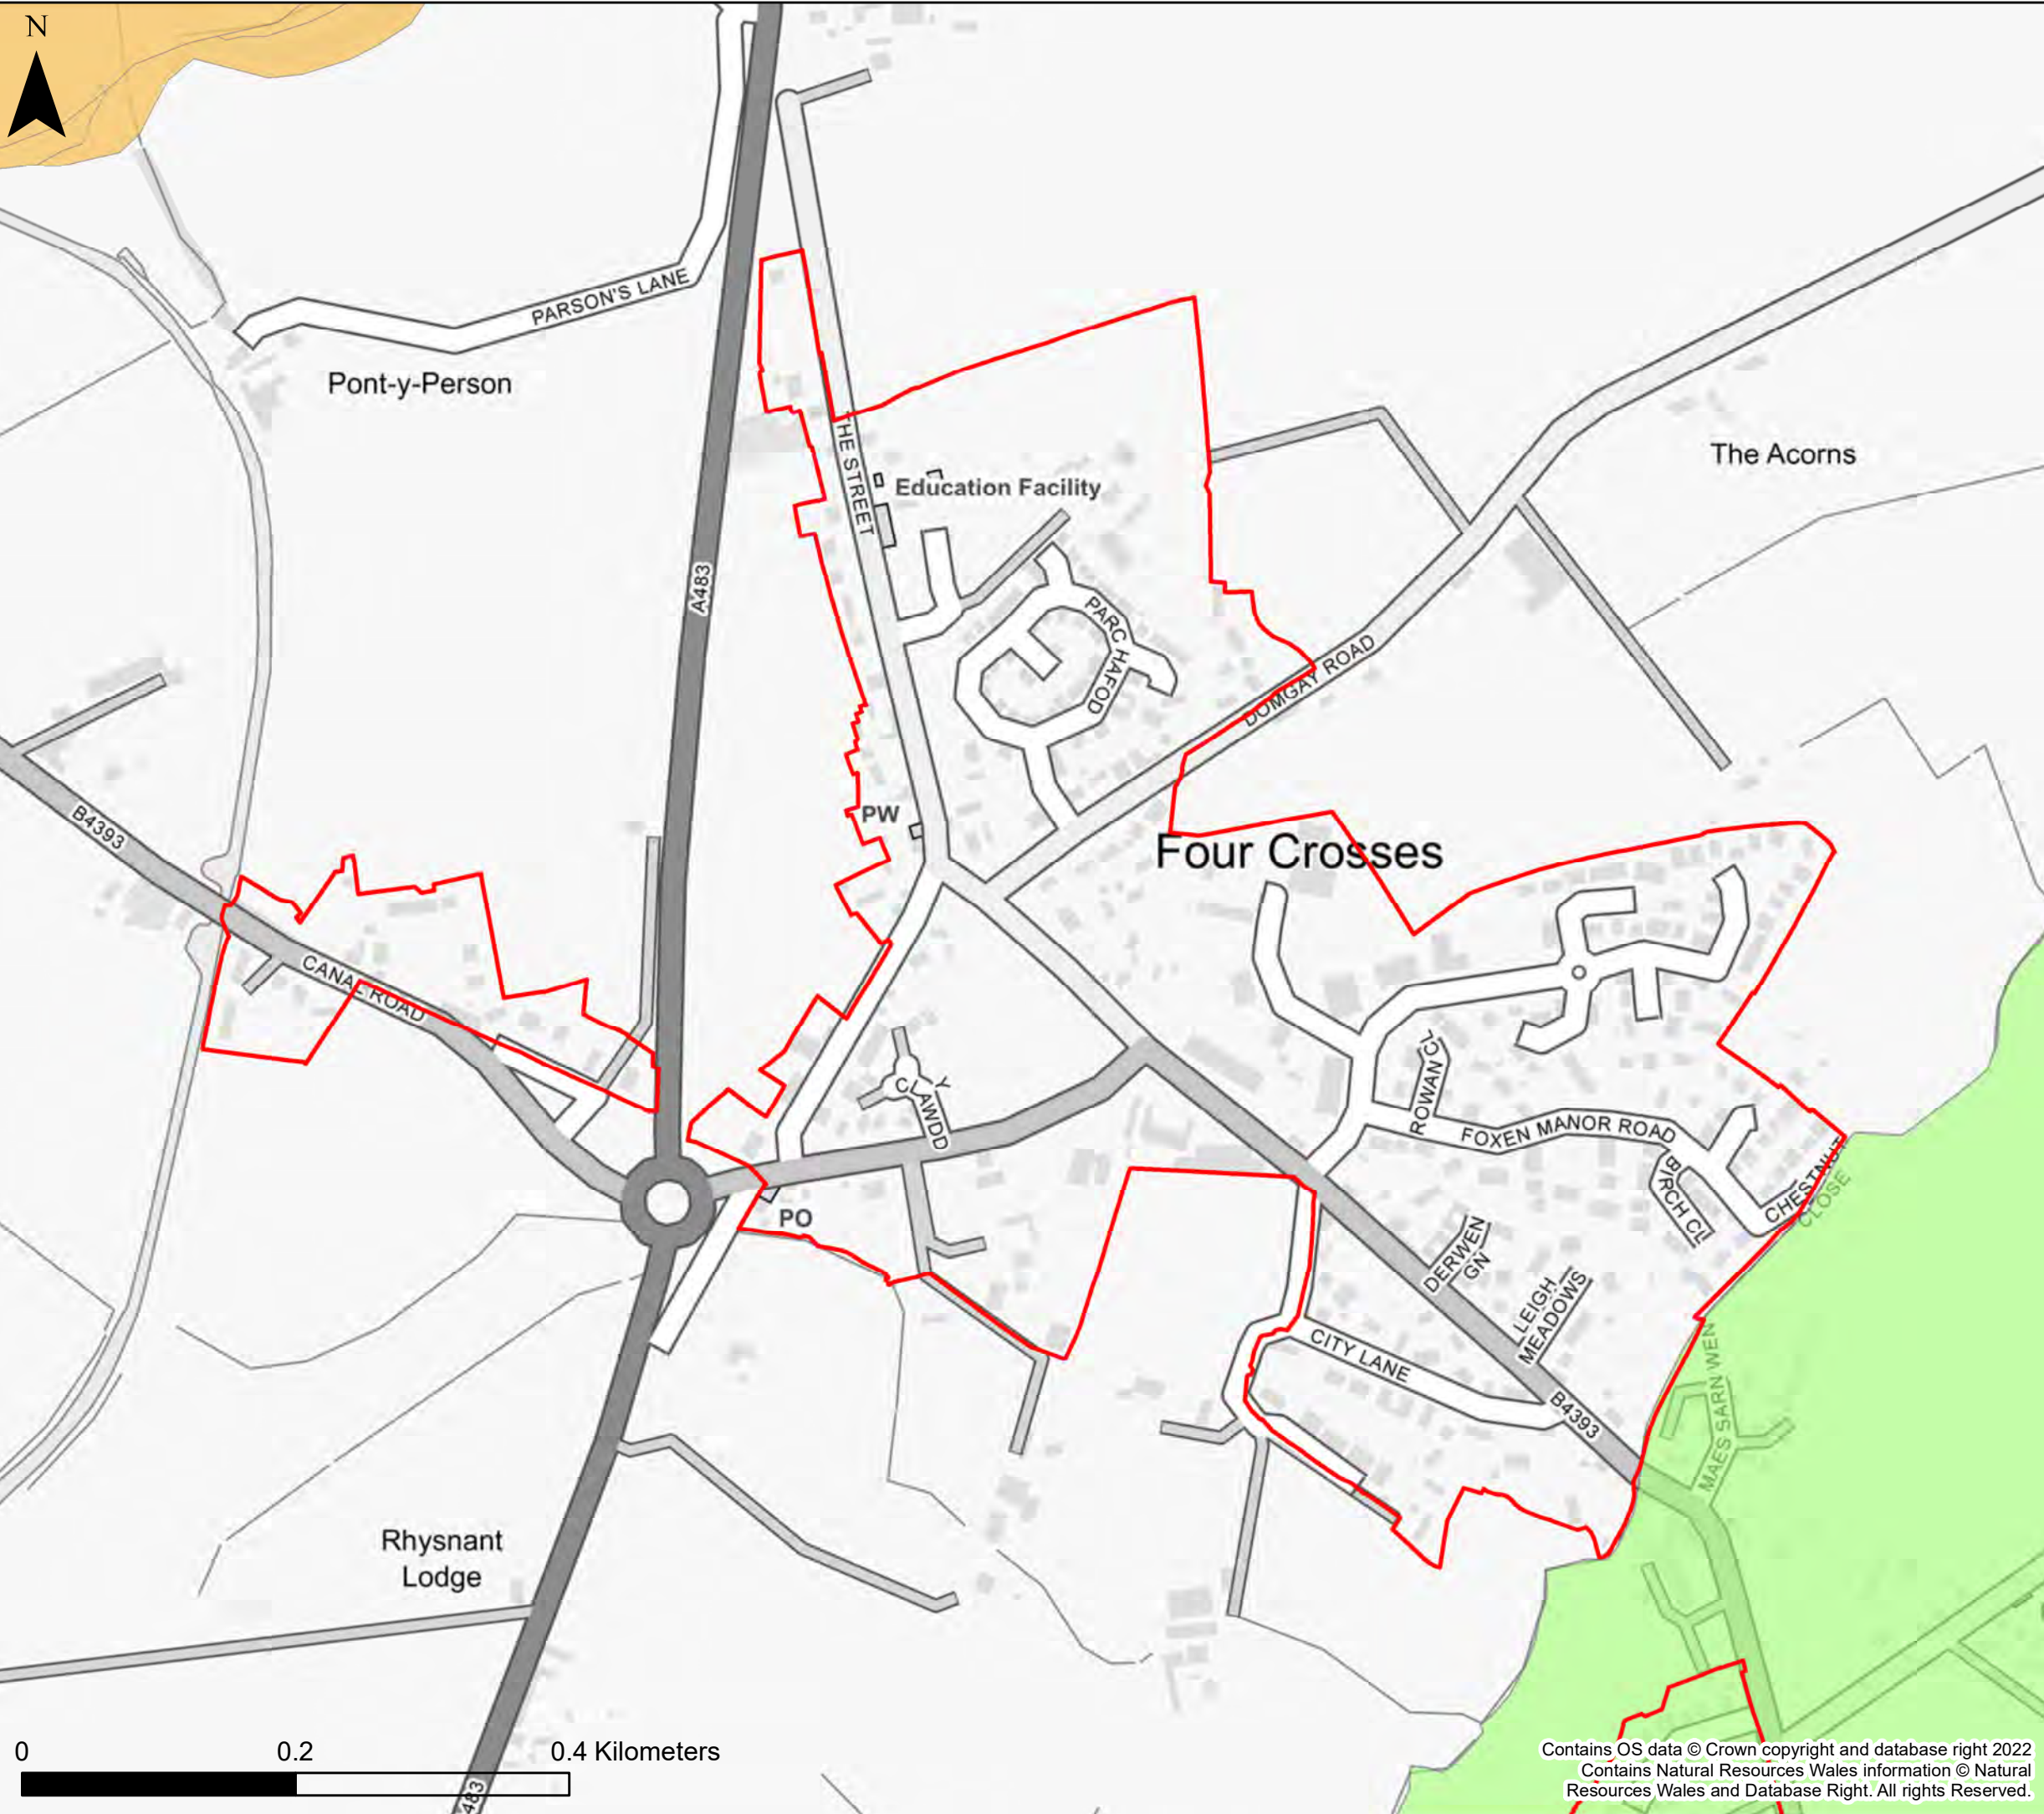 N
PARSON'S LANE
Pont-y-Person
The Acorns
THE STREET
Education Facility
A483
PARC HAFOD
DOMGAY ROAD
B4393
PW
Four Crosses
CANAL ROAD
ROWAN CL
Y
CLAWDD
FOXEN MANOR ROAD
BIRCH CL
CHESTNUT
CLOSE
PO
DERWEN
GN
LEIGH
MEADOWS
CITY LANE
MAES SARN WEN
B4393
Rhysnant
Lodge
0 0.2 0.4 Kilometers
483
Contains OS data © Crown copyright and database right 2022
Contains Natural Resources Wales information © Natural
Resources Wales and Database Right. All rights Reserved.